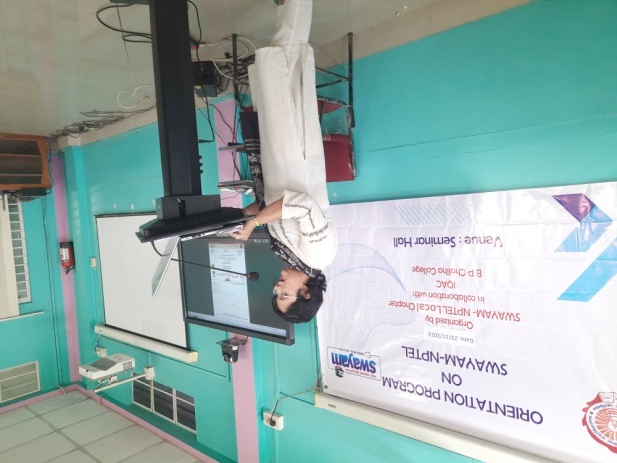 ORIENTATION PROGRAM
ON
SWAYAM-NPTEL
Date: 23/11/2023
Organized by
SWAYAM- NPTEL Local Chapter
in collaboration with
IQAC
B P Chaliha College
Venue : Seminar Hall
swayam